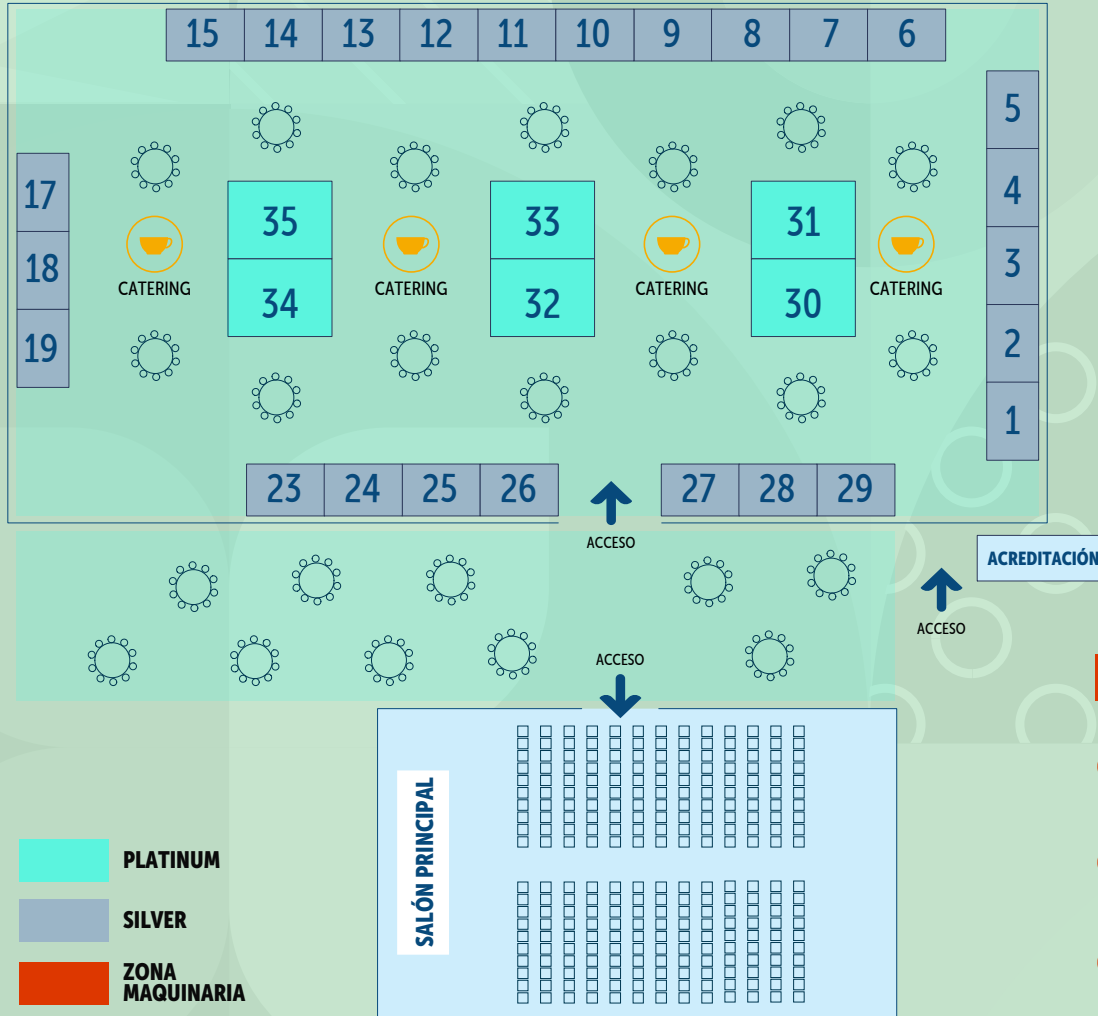 15 14 13 12 11 10 9 8 7 6
5
4
3
2
1
17
18
19
35
34
33
32
31
30
CATERING
CATERING
CATERING
CATERING
23 24 25 26
27 28 29
ACCESO
ACREDITACIÓN
ACCESO
ACCESO
SALÓN PRINCIPAL
PLATINUM
SILVER
ZONA
MAQUINARIA